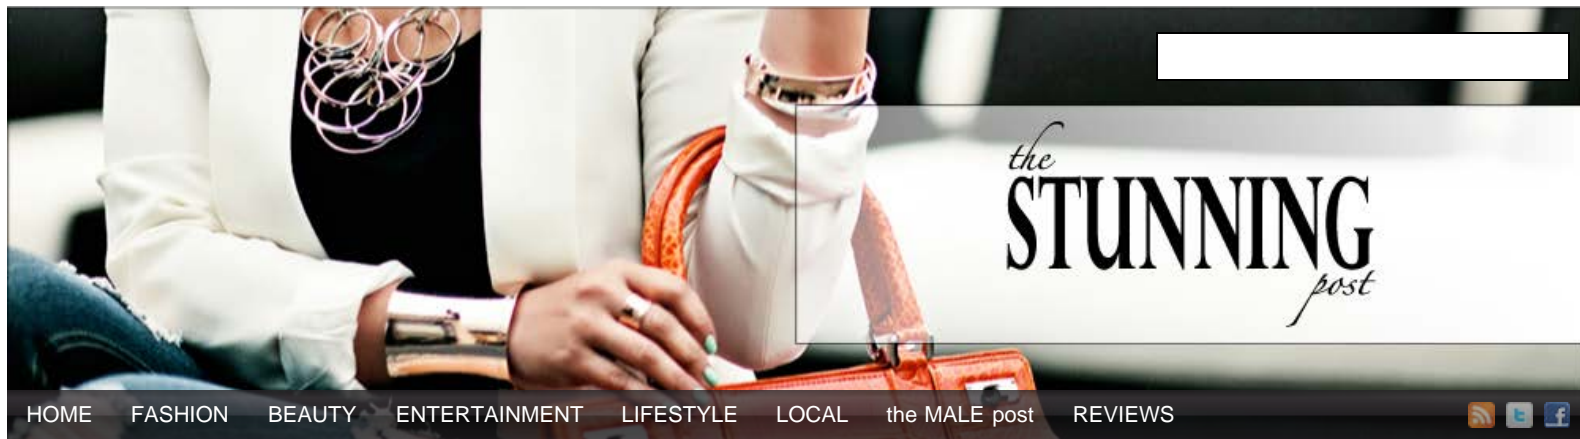 the
STUNNING
post
HOME FASHION BEAUTY ENTERTAINMENT LIFESTYLE LOCAL the MALE post REVIEWS